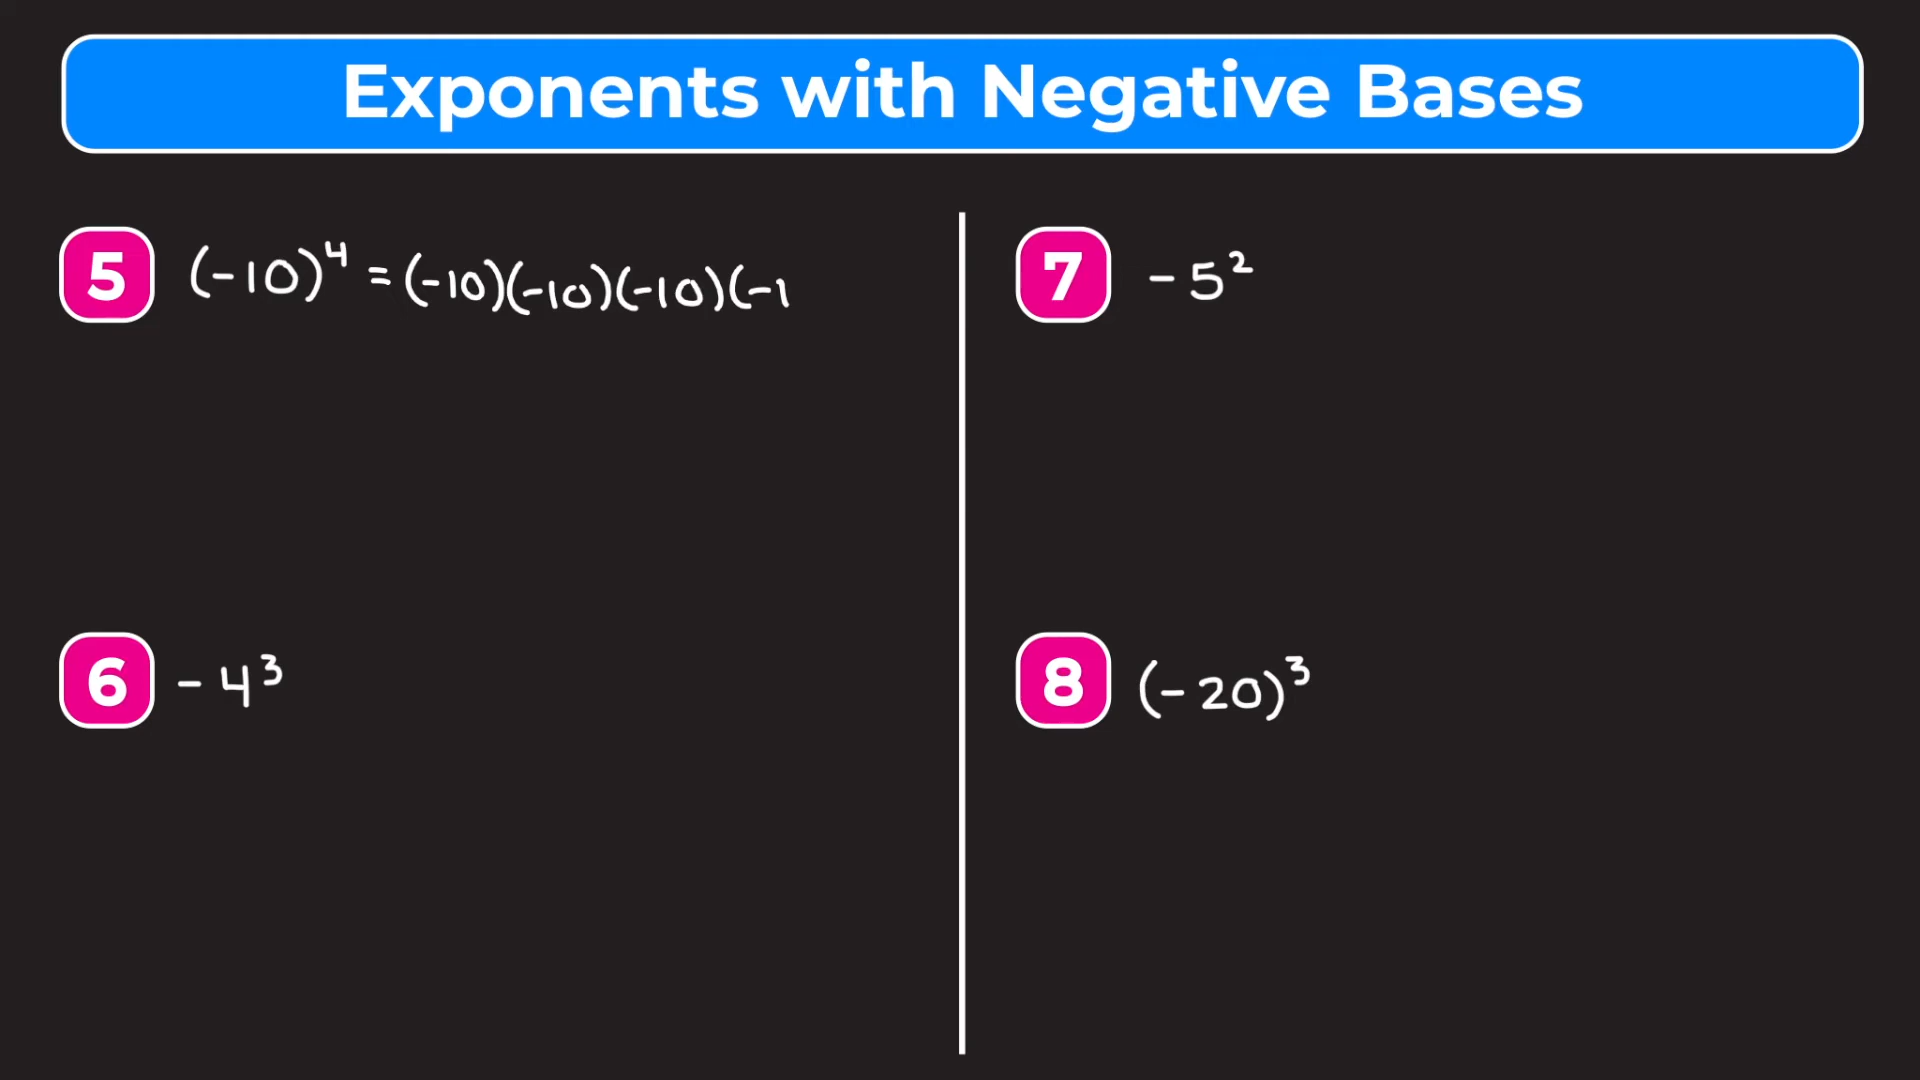 Exponents with Negative Bases
5 (-10)⁴ = (-10)(-10)(-10)(-1
6 -4³
7 -5²
8 (-20)³